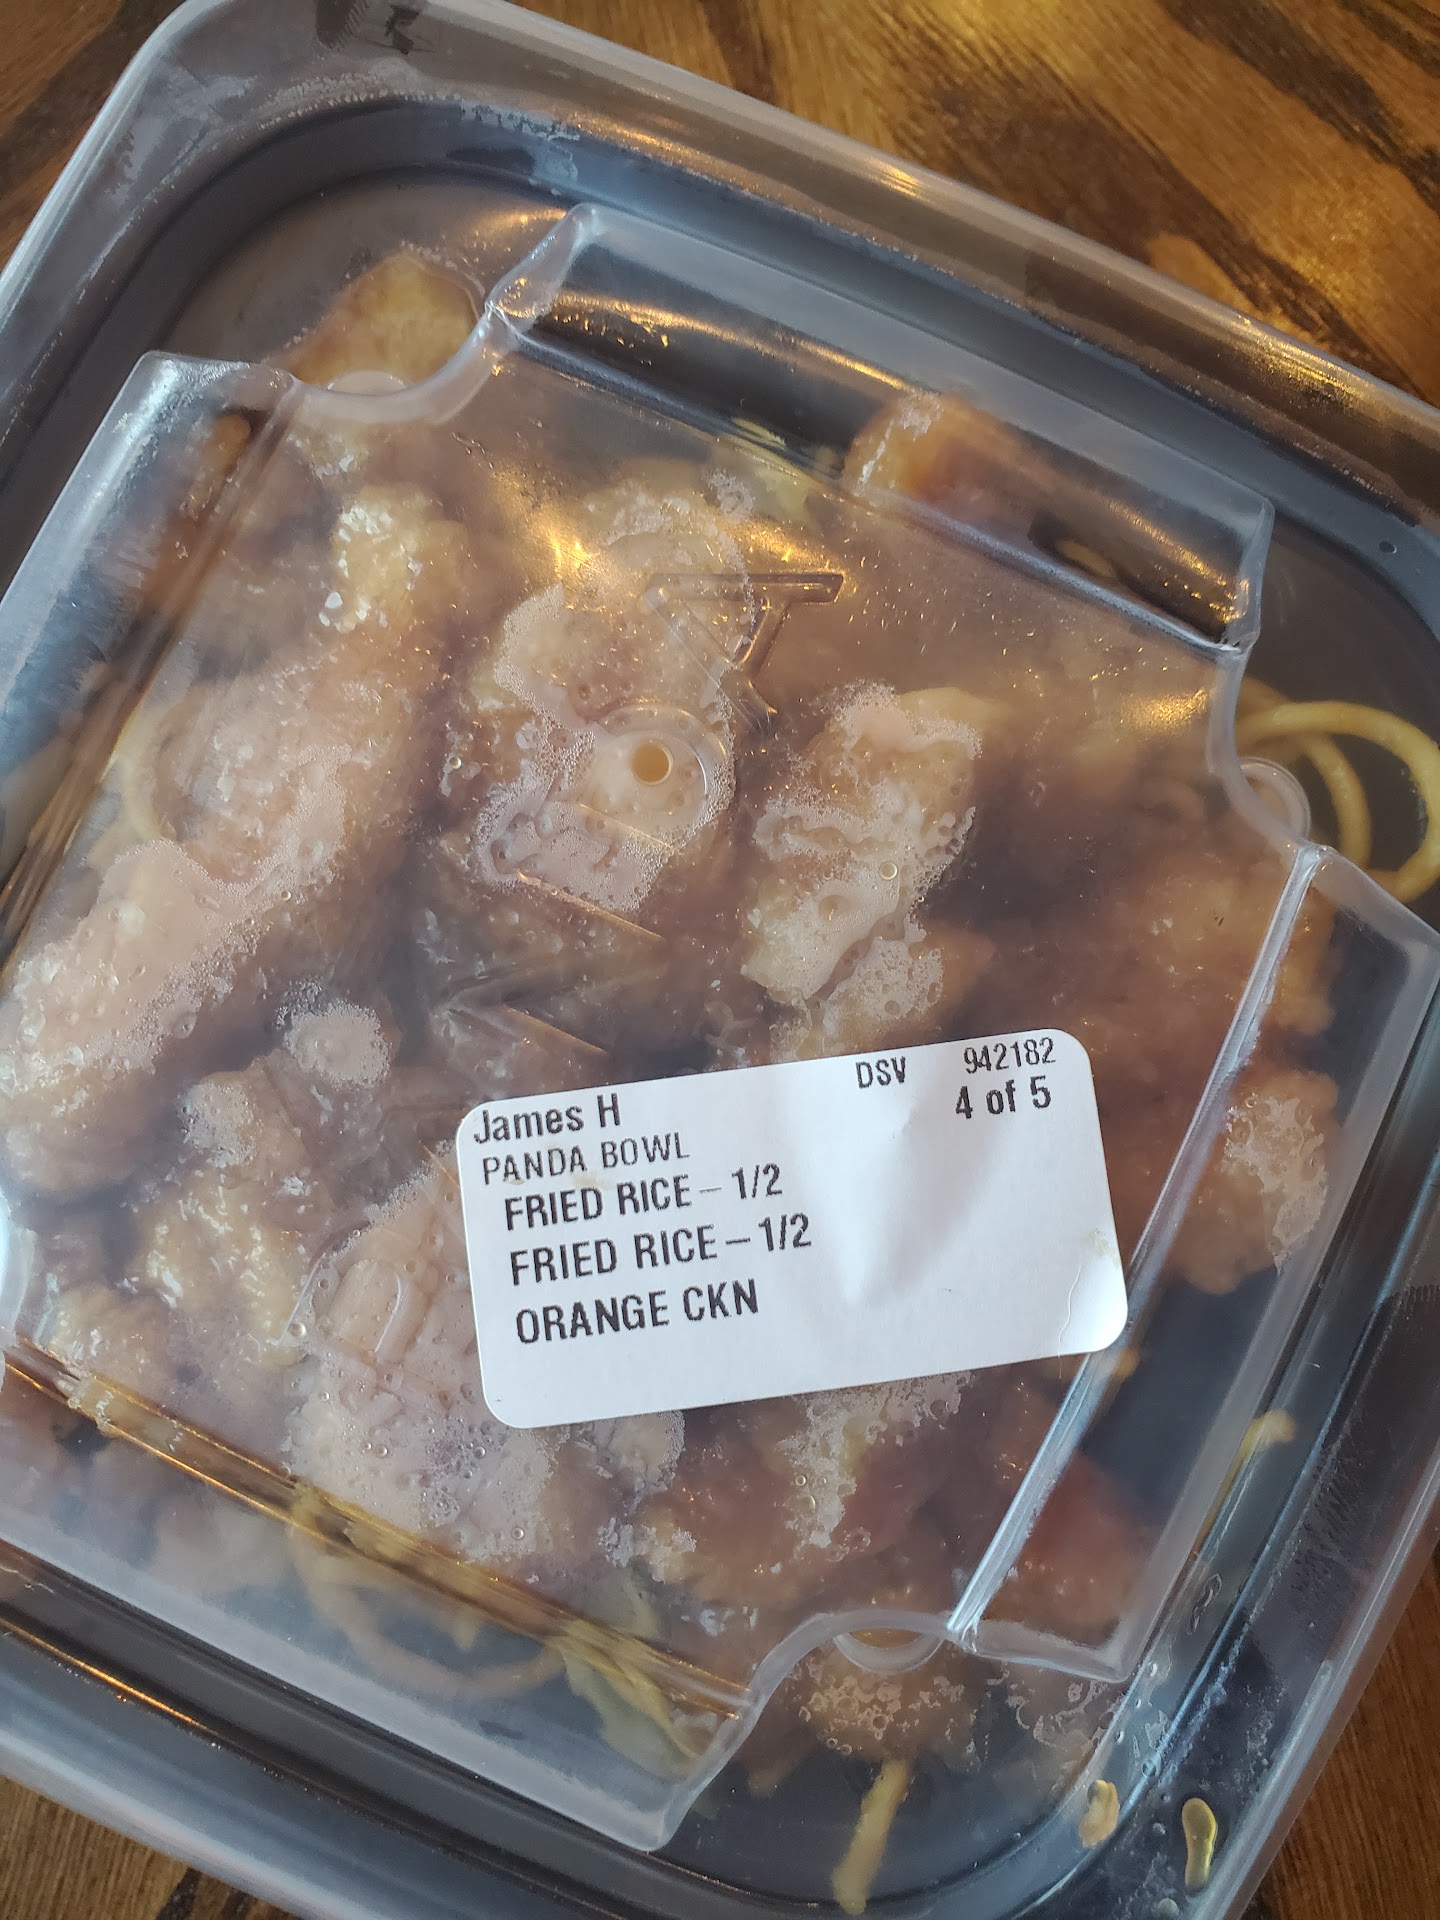 DSV 942182
James H 4 of 5
PANDA BOWL
FRIED RICE - 1/2
FRIED RICE - 1/2
ORANGE CKN